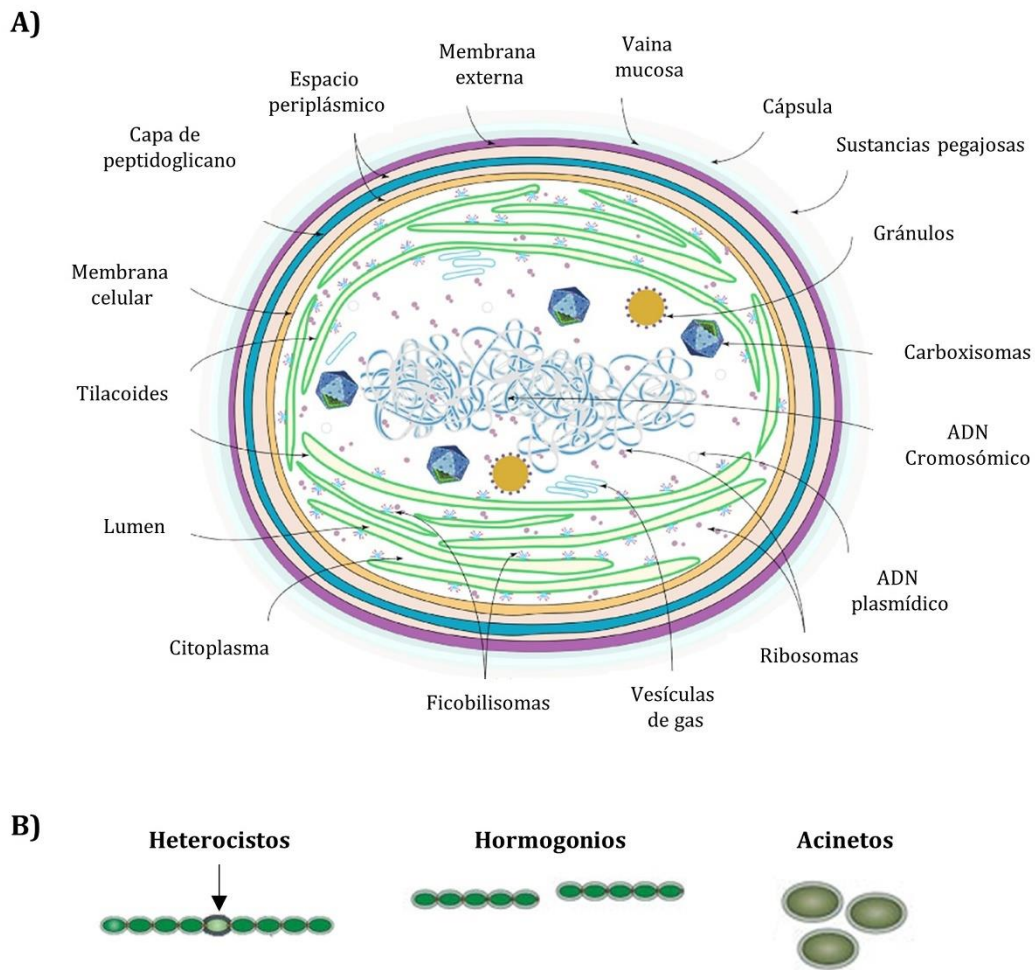 A)
Membrana
externa
Vaina
mucosa
Espacio
periplásmico
Cápsula
Capa de
peptidoglicano
Sustancias pegajosas
Gránulos
Membrana
celular
Carboxisomas
Tilacoides
ADN
Cromosómico
Lumen
ADN
plasmídico
Citoplasma
Ribosomas
Ficobilisomas
Vesículas
de gas
B)
Heterocistos
Hormogonios
Acinetos